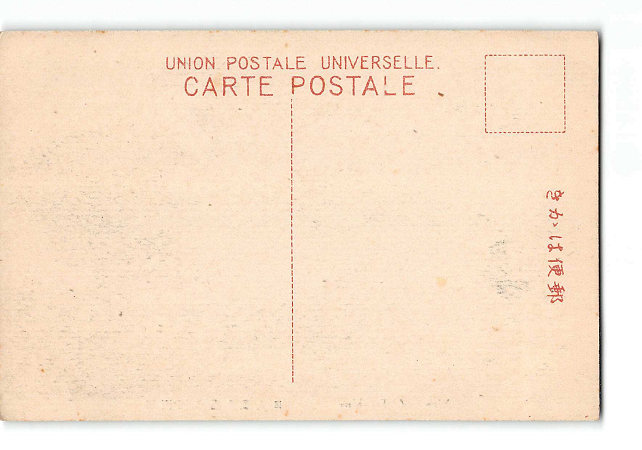 UNION POSTALE UNIVERSELLE.
CARTE POSTALE
きかは便郵